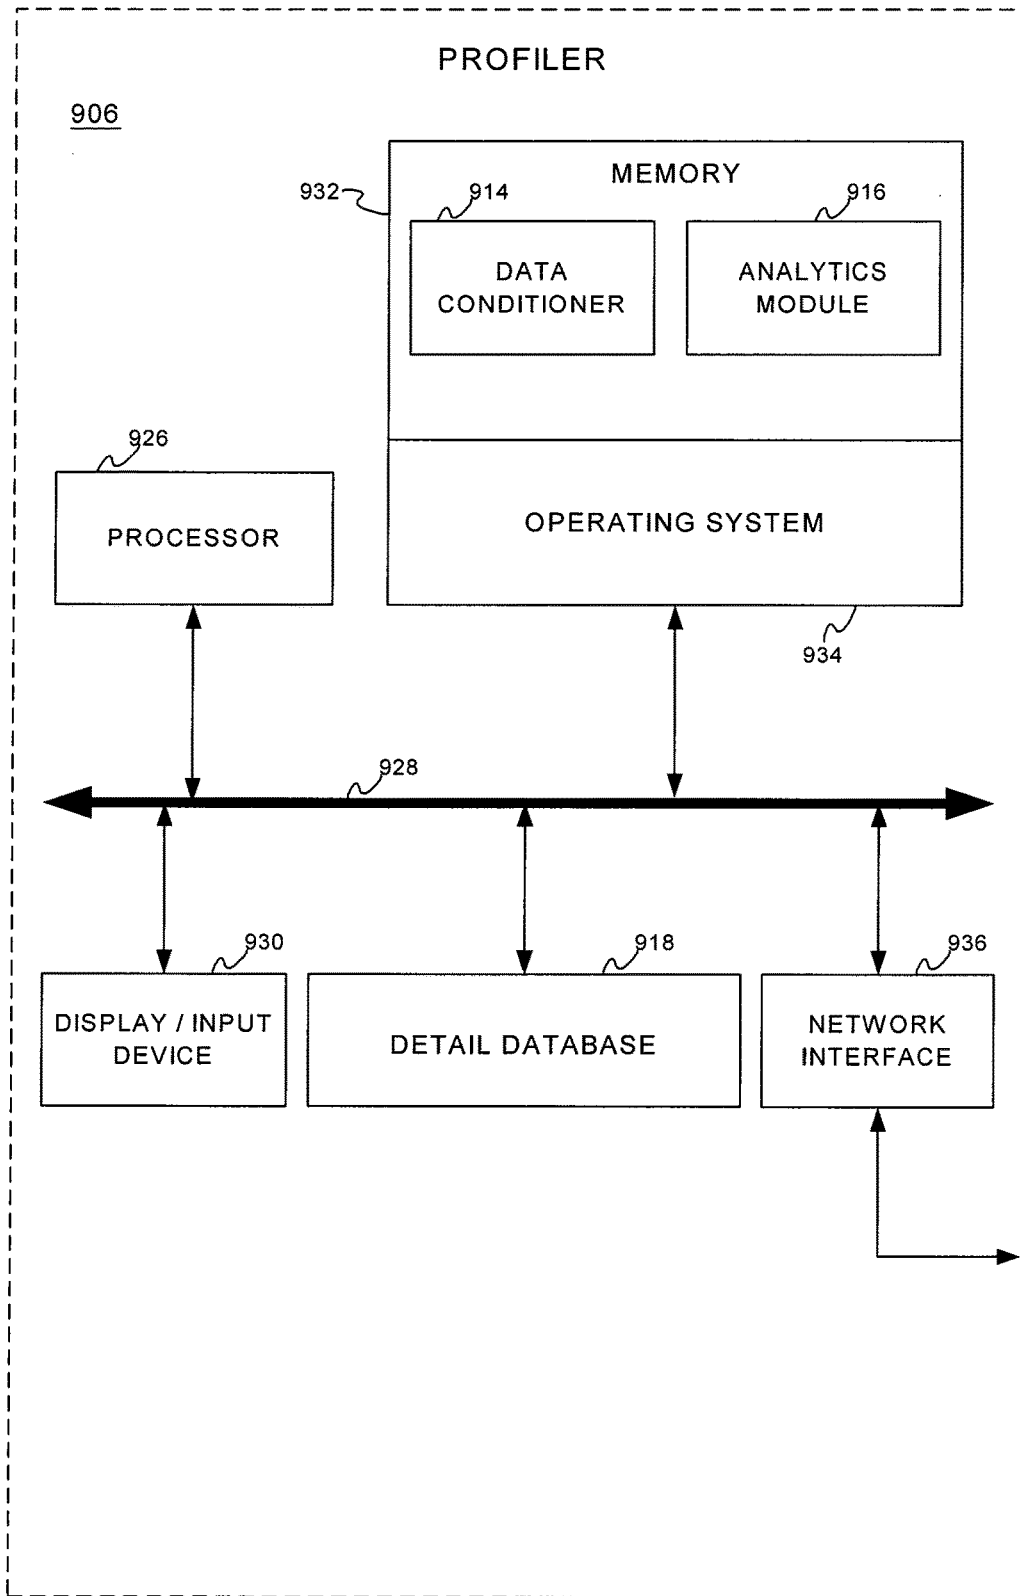 PROFILER
906
MEMORY
932
914
916
DATA
CONDITIONER
ANALYTICS
MODULE
926
PROCESSOR
OPERATING SYSTEM
934
928
930
918
936
DISPLAY / INPUT
DEVICE
DETAIL DATABASE
NETWORK
INTERFACE